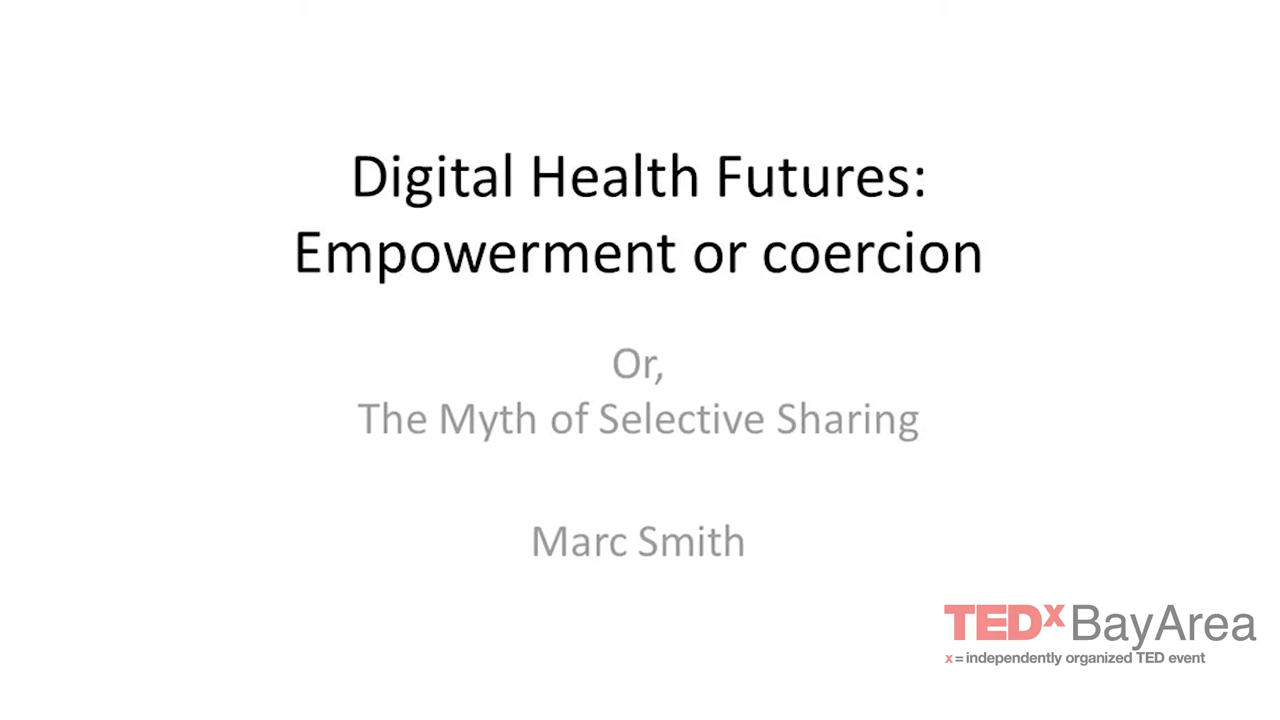 Digital Health Futures:
Empowerment or coercion
Or,
The Myth of Selective Sharing
Marc Smith
TEDx BayArea
x=independently organized TED event